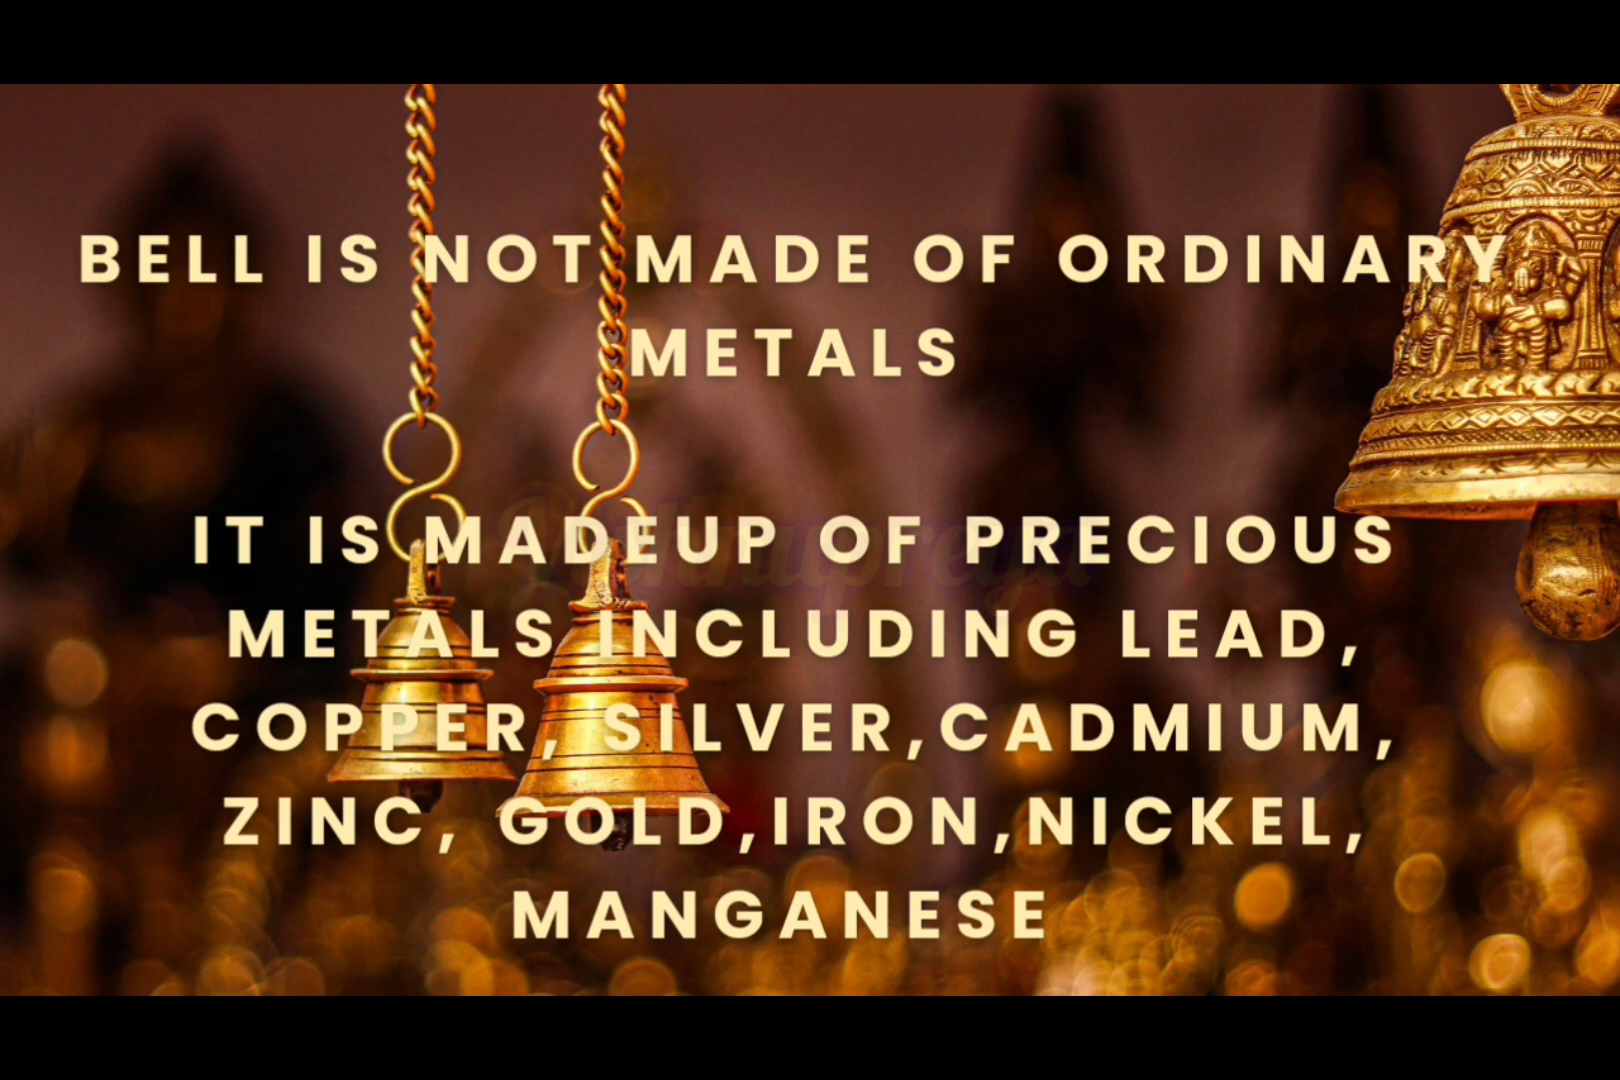 BELL IS NOT MADE OF ORDINARY
METALS
IT IS MADEUP OF PRECIOUS
METALS INCLUDING LEAD,
COPPER, SILVER,CADMIUM,
ZINC, GOLD,IRON,NICKEL,
MANGANESE